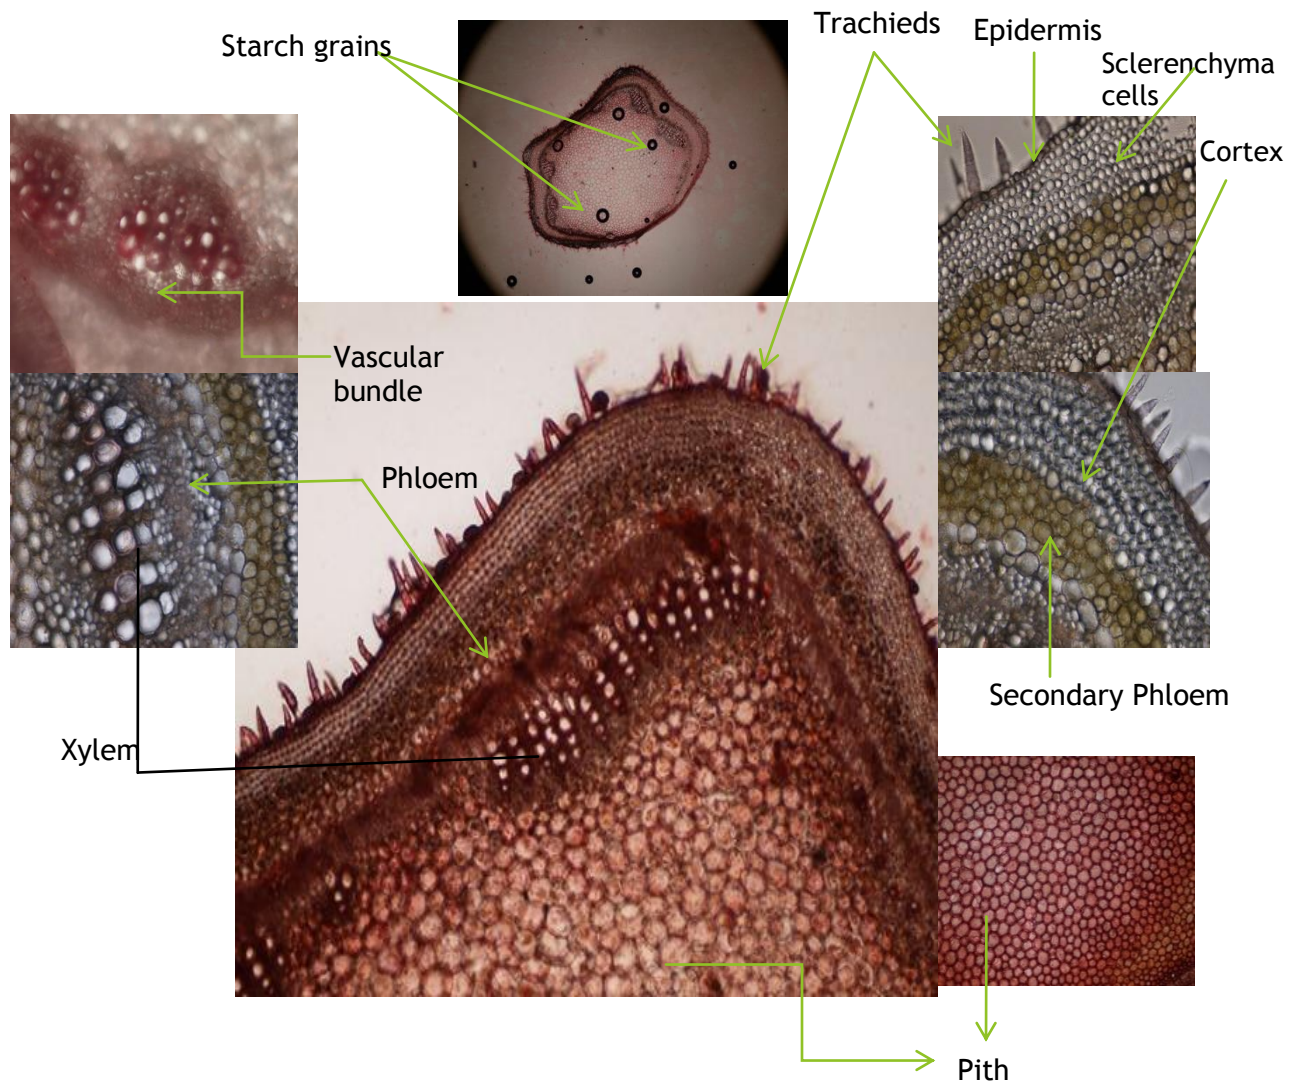 Starch grains
Trachieds
Epidermis
Sclerenchyma
cells
Cortex
Vascular
bundle
Phloem
Secondary Phloem
Xylem
Pith